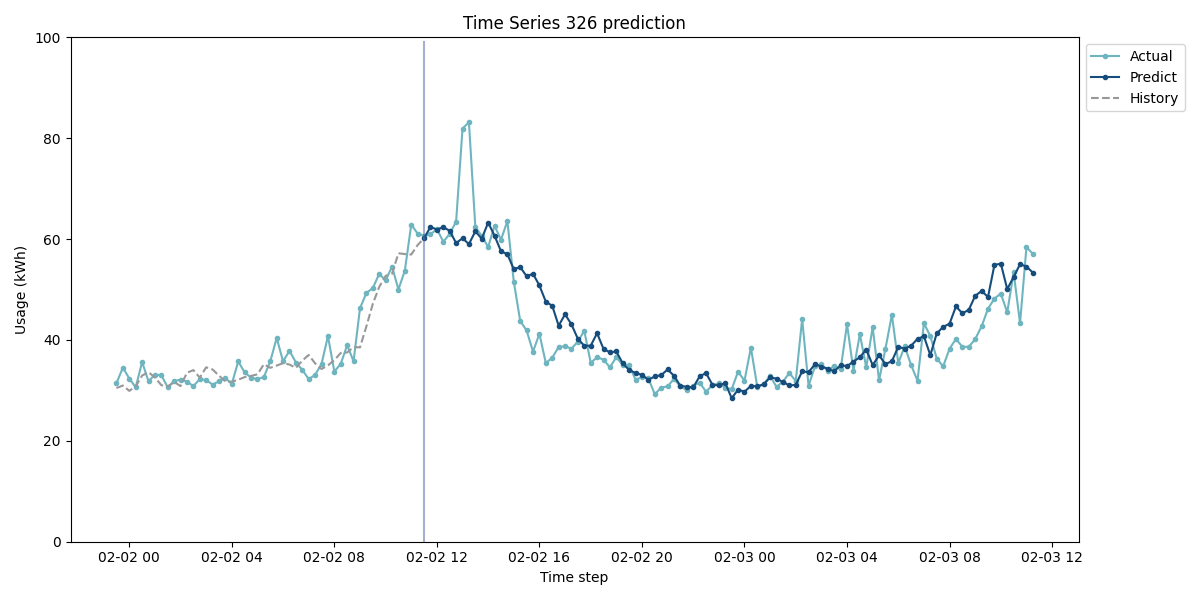 Time Series 326 prediction
Usage (kWh)
100
80
60
40
20
0
02-02 00
02-02 04
02-02 08
02-02 12
02-02 16
02-02 20
02-03 00
02-03 04
02-03 08
02-03 12
Time step
Actual
Predict
History